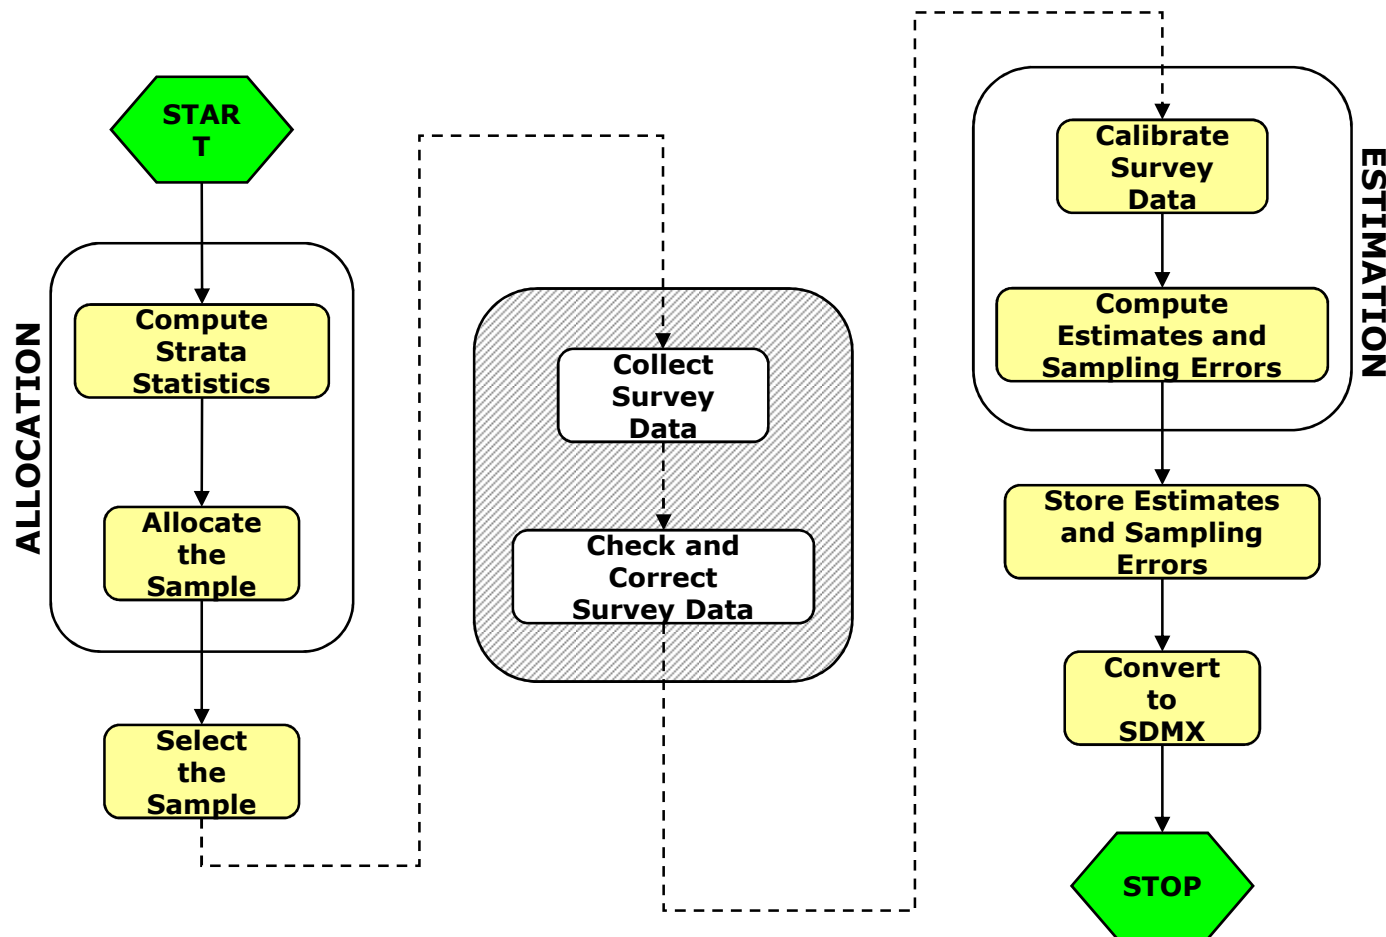 STAR
T
ALLOCATION
Compute
Strata
Statistics
Allocate
the
Sample
Select
the
Sample
Collect
Survey
Data
Check and
Correct
Survey Data
ESTIMATION
Calibrate
Survey
Data
Compute
Estimates and
Sampling Errors
Store Estimates
and Sampling
Errors
Convert
to
SDMX
STOP